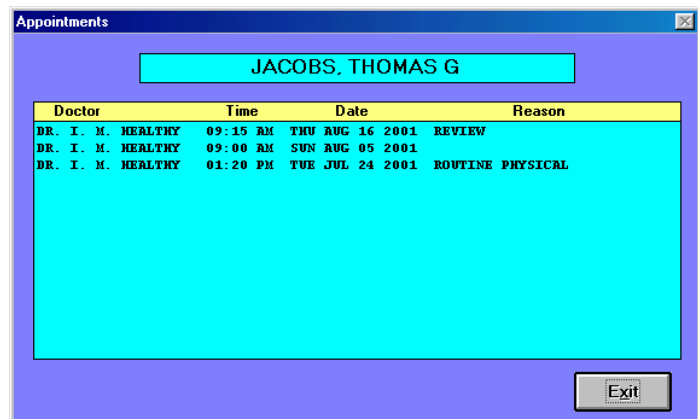 Appointments
JACOBS, THOMAS G
Doctor Time Date Reason
DR. I. M. HEALTHY 09:15 AM THU AUG 16 2001 REVIEW
DR. I. M. HEALTHY 09:00 AM SUN AUG 05 2001
DR. I. M. HEALTHY 01:20 PM TUE JUL 24 2001 ROUTINE PHYSICAL
Exit